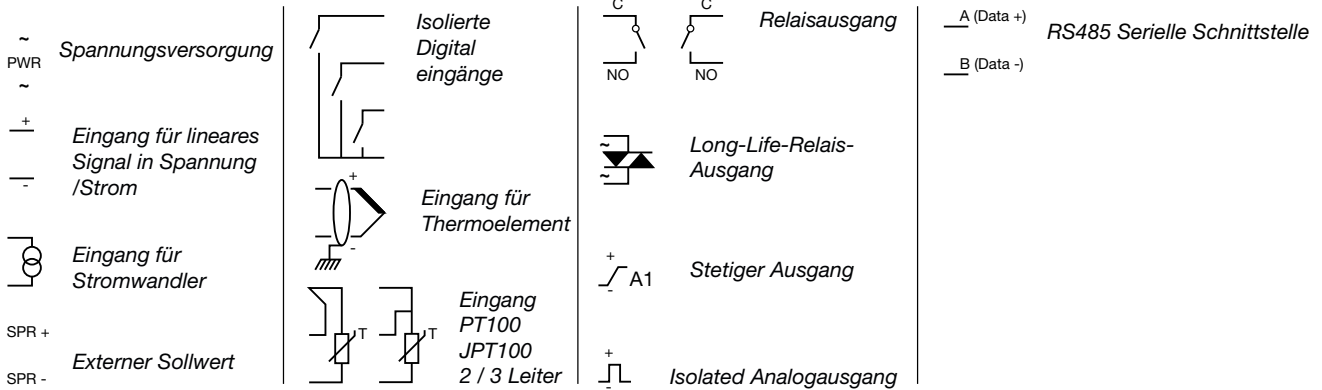 ~
PWR
~
Spannungsversorgung
+
-
Eingang für lineares
Signal in Spannung
/Strom
Eingang für
Stromwandler
SPR +
SPR -
Externer Sollwert
Isolierte
Digital
eingänge
+
-
Eingang für
Thermoelement
T
T
Eingang
PT100
JPT100
2 / 3 Leiter
C
C
NO
NO
Relaisausgang
~
~
Long-Life-Relais-
Ausgang
+
-
A1
Stetiger Ausgang
+
-
Isolated Analogausgang
A (Data +)
B (Data -)
RS485 Serielle Schnittstelle